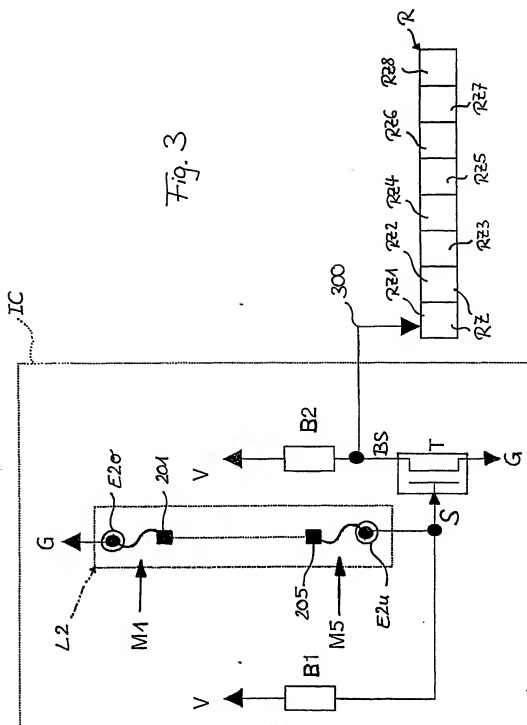 IC
Fig. 3
G
E2o
201
L2
M1
V
B1
205
M5
E2u
V
B2
300
BS
T
S
G
R
RZ1
RZ2
RZ4
RZ6
RZ8
RZ
RZ3
RZ5
RZ7